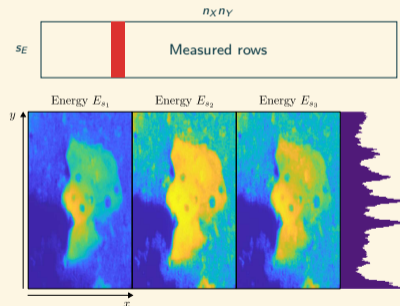 n_X n_Y
s_E Measured rows
Energy E_{s_1} Energy E_{s_2} Energy E_{s_3}
y
x